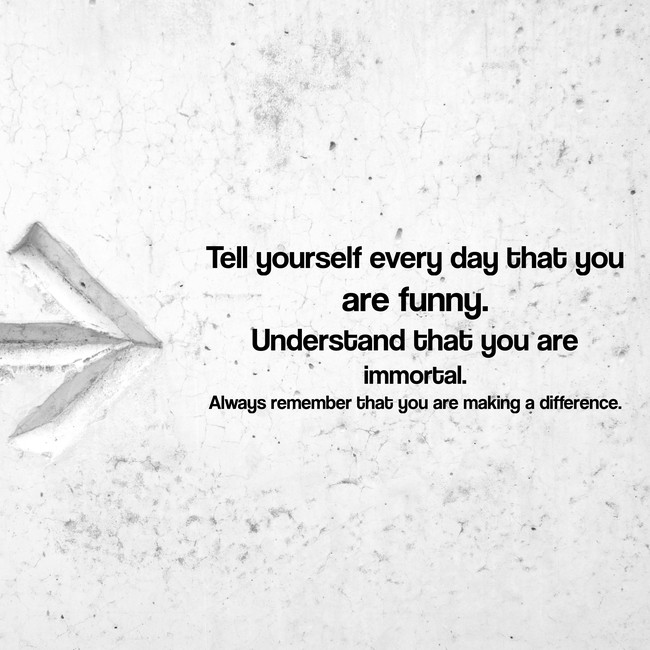 Tell yourself every day that you
are funny.
Understand that you are
immortal.
Always remember that you are making a difference.